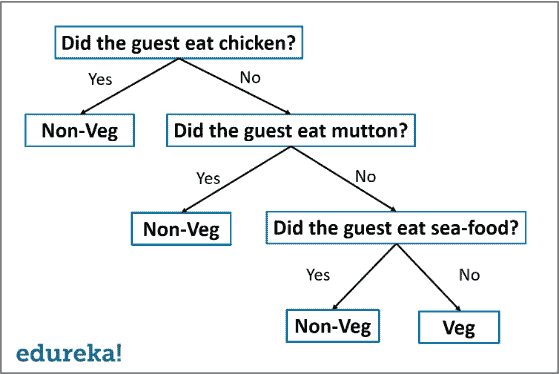 Did the guest eat chicken?
Yes
No
Non-Veg
Did the guest eat mutton?
Yes
No
Non-Veg
Did the guest eat sea-food?
Yes
No
Non-Veg
Veg
edureka!